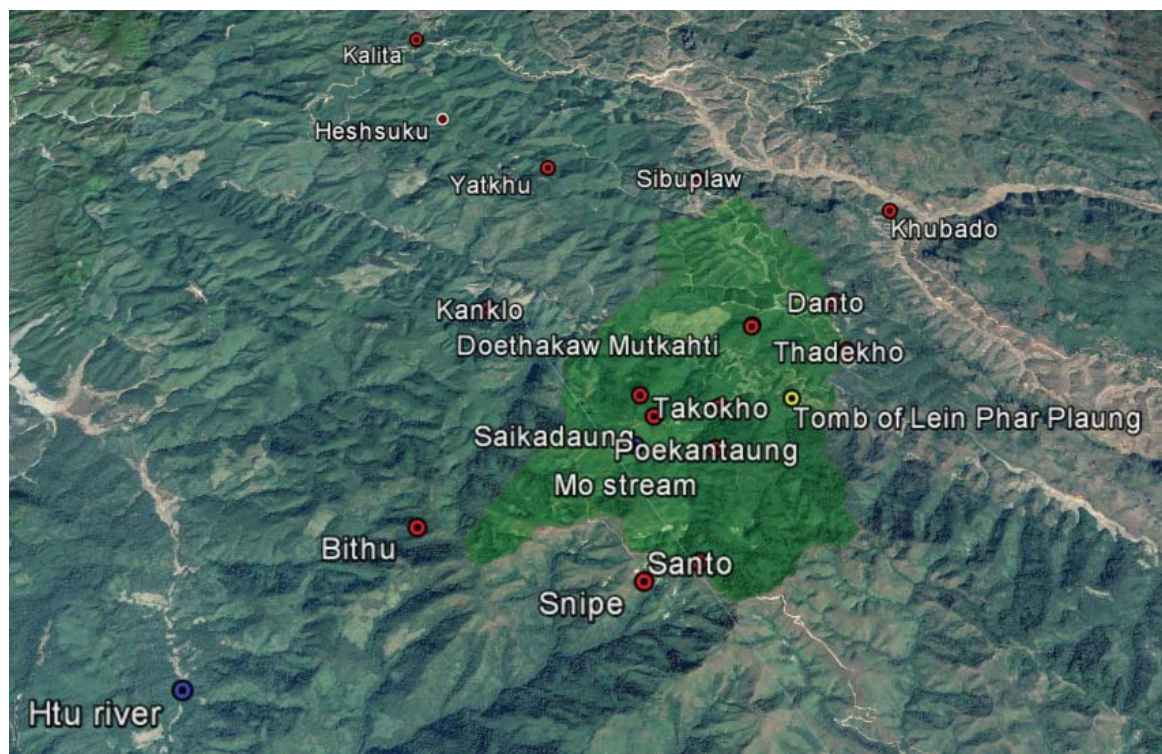 Kalita
Heshsuku
Yatkhu
Sibuplaw
Khubado
Kanklo
Danto
Doethakaw Mutkahti
Thadekho
Takokho
Tomb of Lein Phar Plaung
Saikadaung
Poekantaung
Mo stream
Bithu
Santo
Snipe
Htu river